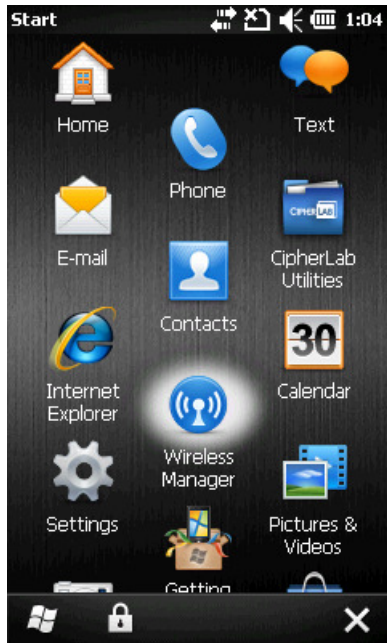 Start 1:04
Home
Text
Phone
E-mail
CIPHERLAB
CipherLab
Utilities
Contacts
30
Internet
Explorer
Calendar
Wireless
Manager
Settings
Pictures &
Videos
Getting